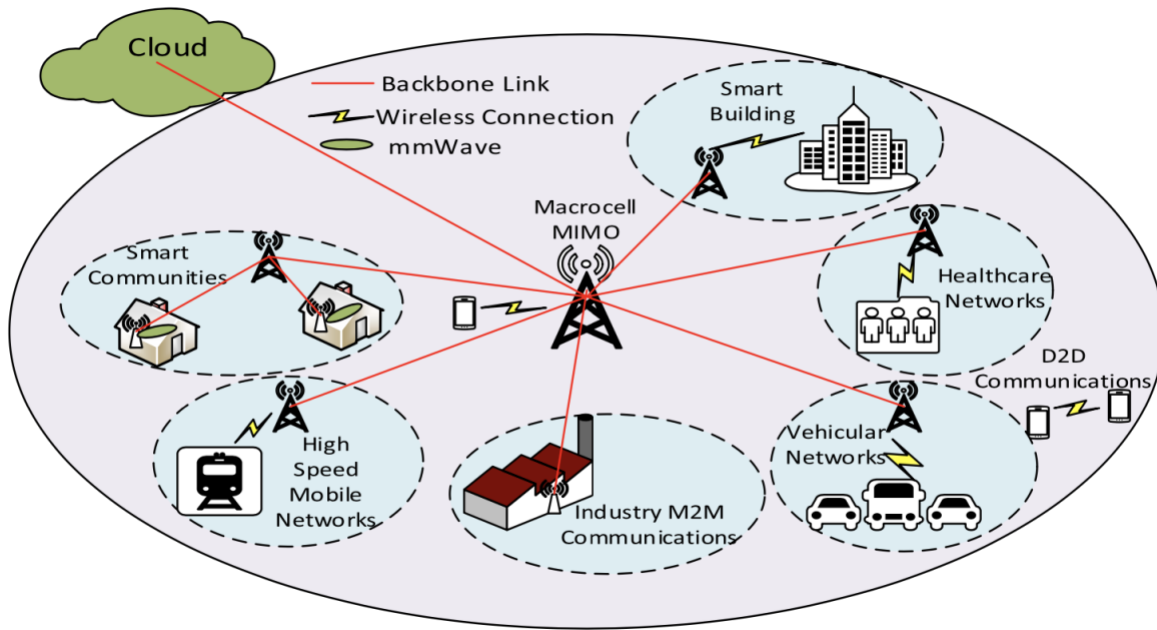 Cloud
Backbone Link
Wireless Connection
mmWave
Smart
Building
Macrocell
MIMO
Smart
Communities
Healthcare
Networks
D2D
Communications
High
Speed
Mobile
Networks
Industry M2M
Communications
Vehicular
Networks